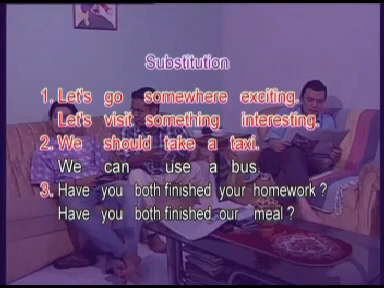 Substitution
1. Let's go somewhere exciting.
Let's visit something interesting.
2. We should take a taxi.
We can use a bus.
3. Have you both finished your homework ?
Have you both finished our meal ?